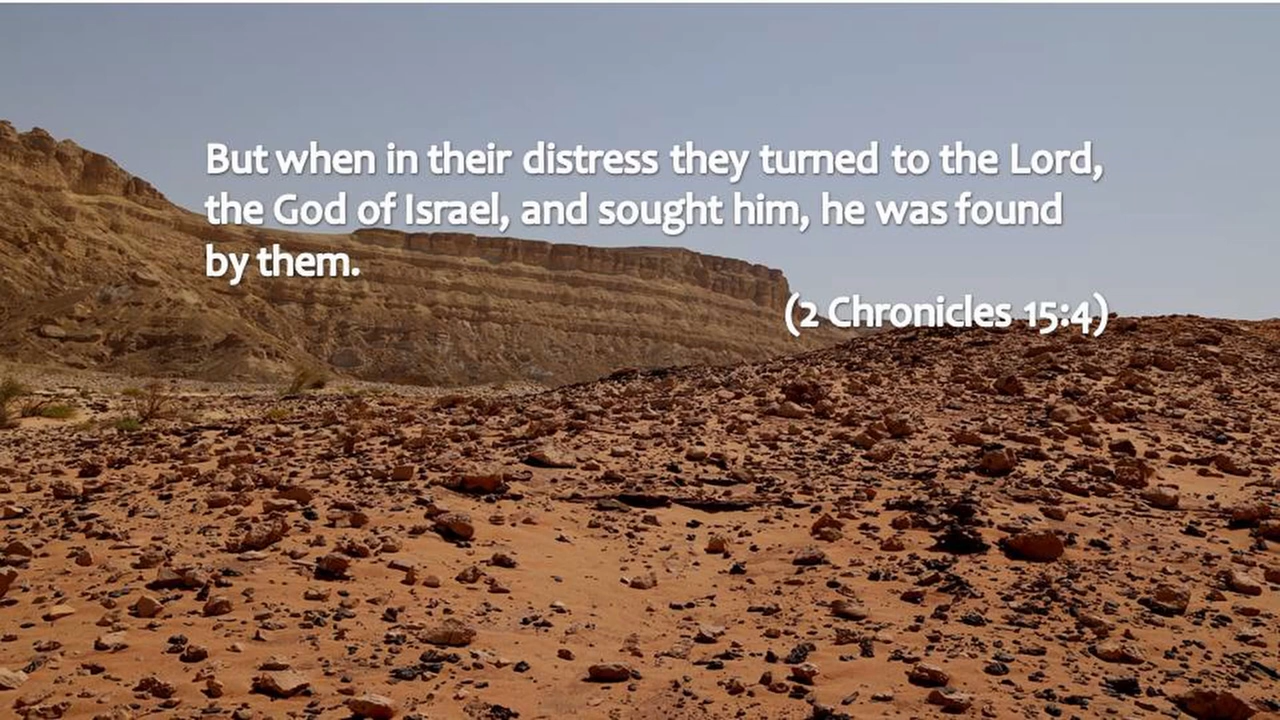 But when in their distress they turned to the Lord,
the God of Israel, and sought him, he was found
by them.
(2 Chronicles 15:4)